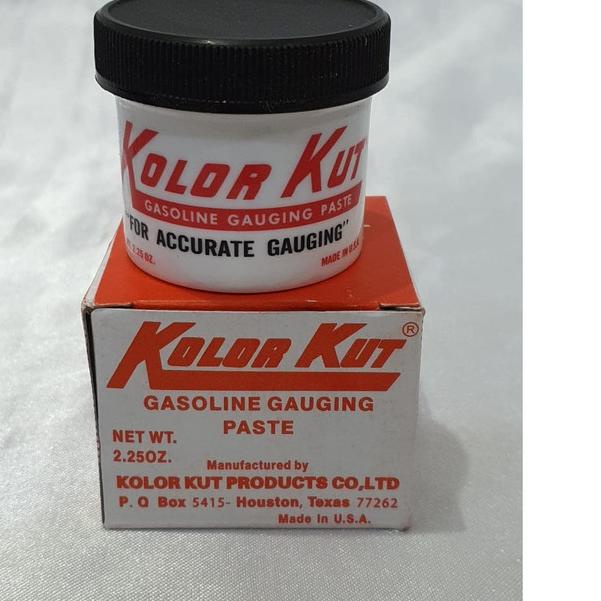 KOLOR KUT
GASOLINE GAUGING PASTE
"FOR ACCURATE GAUGING"
WT. 2.25 OZ.
MADE IN U.S.A.
KOLOR KUT®
GASOLINE GAUGING
PASTE
NET WT.
2.25OZ.
Manufactured by
KOLOR KUT PRODUCTS CO,LTD
P. O Box 5415- Houston, Texas 77262
Made in U.S.A.